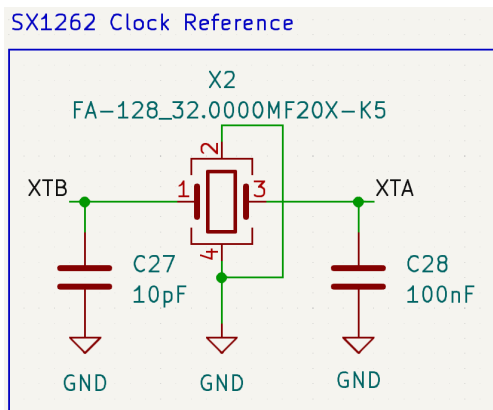 SX1262 Clock Reference
X2
FA-128_32.0000MF20X-K5
2
XTB
1
3
XTA
4
C27
10pF
C28
100nF
GND
GND
GND